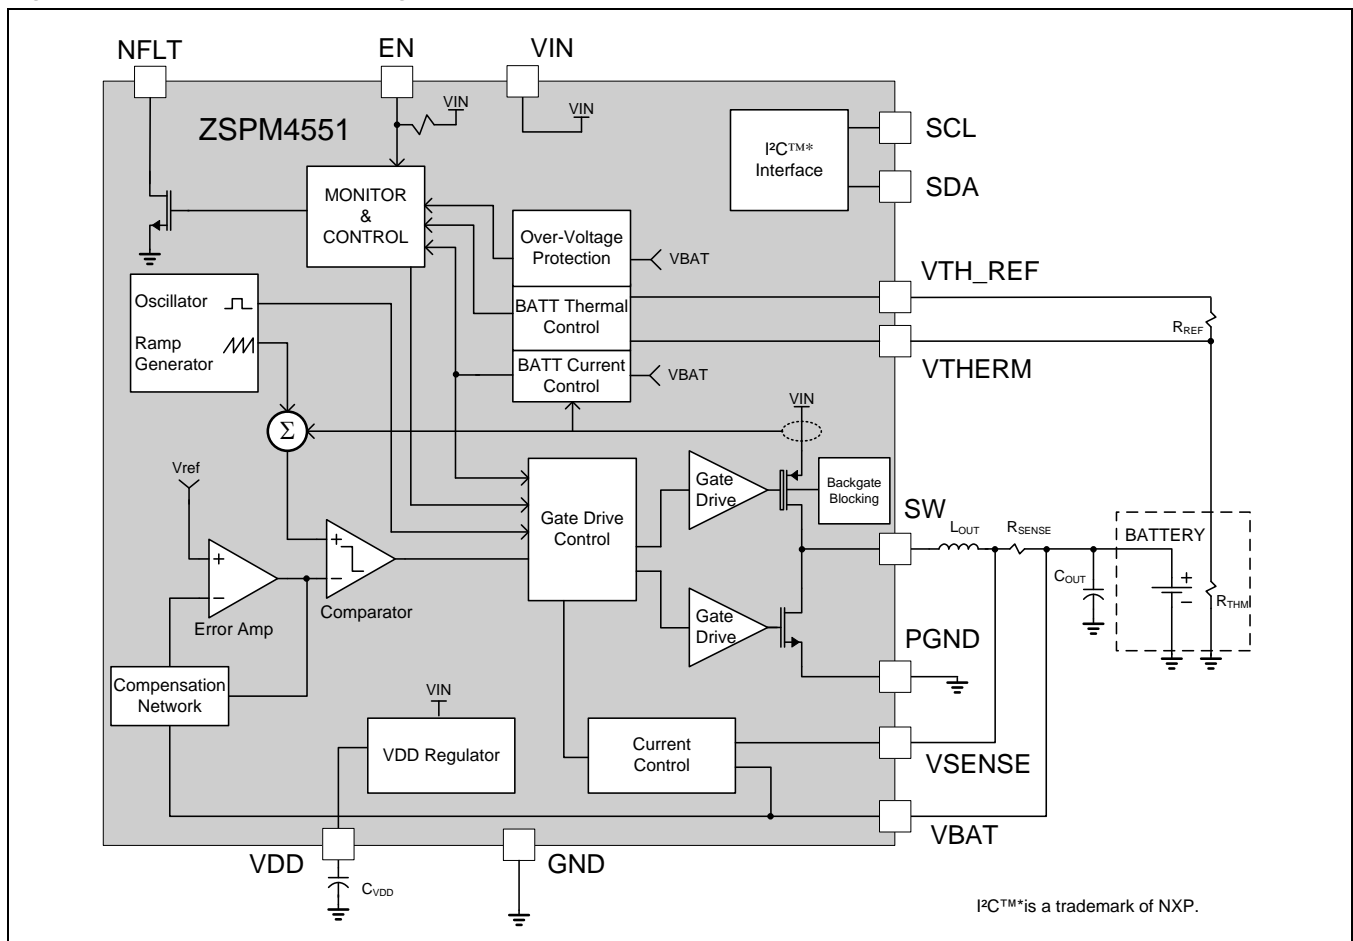 NFLT
EN
VIN
ZSPM4551
VIN
VIN
I²C™*
Interface
SCL
SDA
MONITOR
&
CONTROL
Over-Voltage
Protection
VBAT
VTH_REF
Oscillator
Ramp
Generator
BATT Thermal
Control
RREF
VTHERM
BATT Current
Control
VBAT
VIN
Σ
Vref
Gate
Drive
Backgate
Blocking
SW
Gate Drive
Control
LOUT
RSENSE
BATTERY
+
−
Comparator
+
−
Error Amp
COUT
+
−
RTHM
Gate
Drive
PGND
Compensation
Network
VIN
VDD Regulator
Current
Control
VSENSE
VBAT
VDD
GND
CVDD
I²C™*is a trademark of NXP.